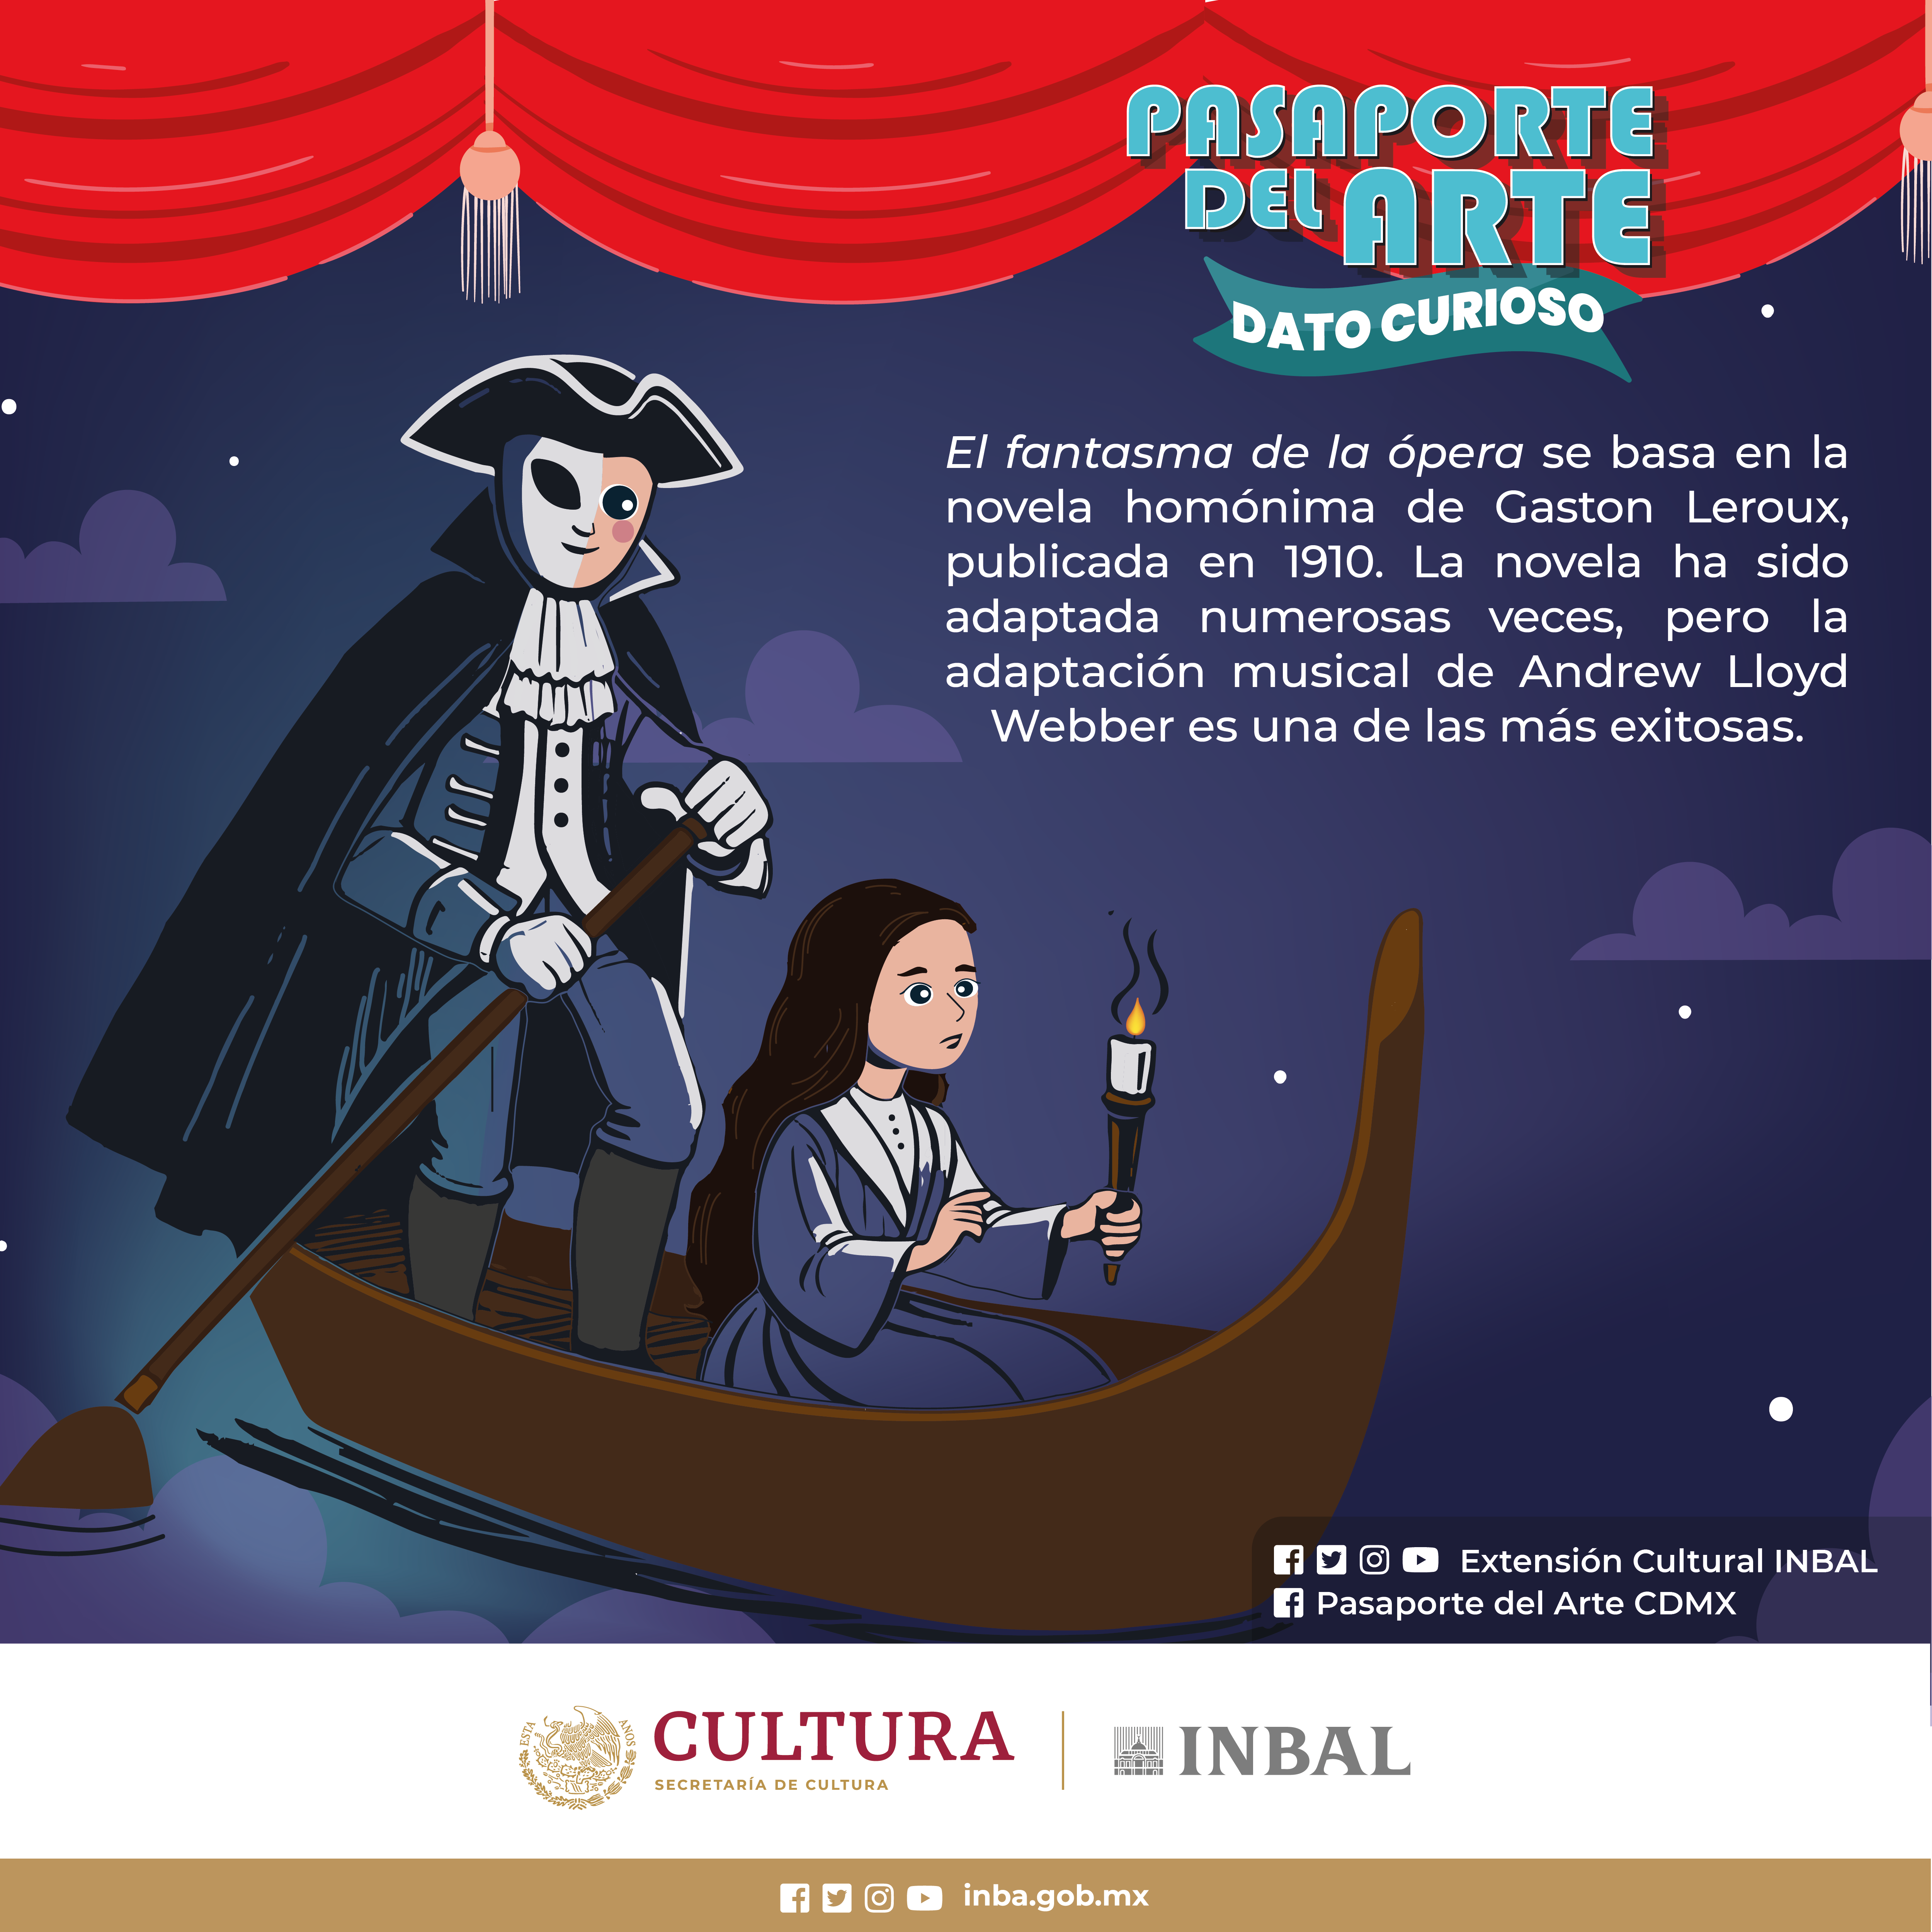 PASAPORTE
DEL ARTE
DATO CURIOSO
El fantasma de la ópera se basa en la
novela homónima de Gaston Leroux,
publicada en 1910. La novela ha sido
adaptada numerosas veces, pero la
adaptación musical de Andrew Lloyd
Webber es una de las más exitosas.
Extensión Cultural INBAL
Pasaporte del Arte CDMX
CULTURA
SECRETARÍA DE CULTURA
INBAL
inba.gob.mx